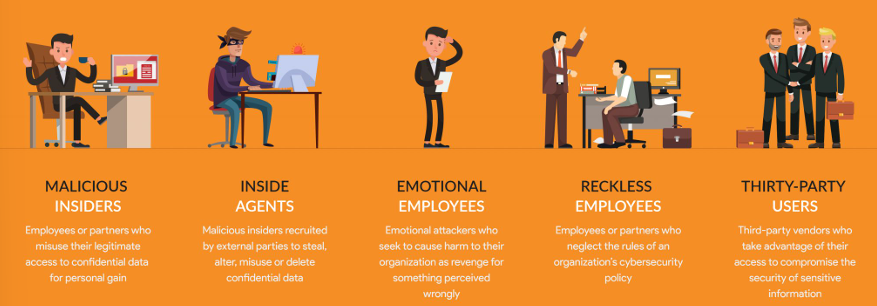 MALICIOUS
INSIDERS
Employees or partners who
misuse their legitimate
access to confidential data
for personal gain
INSIDE
AGENTS
Malicious insiders recruited
by external parties to steal,
alter, misuse or delete
confidential data
EMOTIONAL
EMPLOYEES
Emotional attackers who
seek to cause harm to their
organization as revenge for
something perceived
wrongly
RECKLESS
EMPLOYEES
Employees or partners who
neglect the rules of an
organization's cybersecurity
policy
THIRTY-PARTY
USERS
Third-party vendors who
take advantage of their
access to compromise the
security of sensitive
information